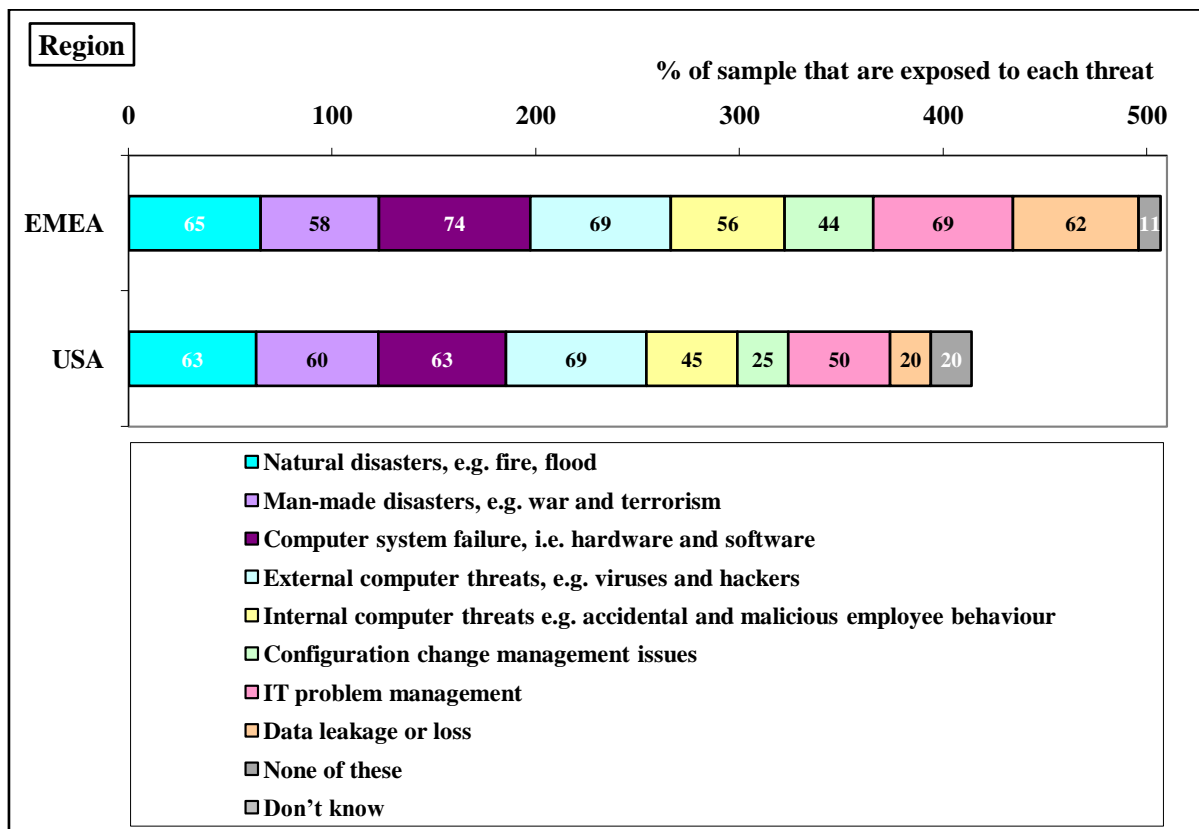 Region
% of sample that are exposed to each threat
0 100 200 300 400 500
EMEA 65 58 74 69 56 44 69 62 11
USA 63 60 63 69 45 25 50 20 20
Natural disasters, e.g. fire, flood
Man-made disasters, e.g. war and terrorism
Computer system failure, i.e. hardware and software
External computer threats, e.g. viruses and hackers
Internal computer threats e.g. accidental and malicious employee behaviour
Configuration change management issues
IT problem management
Data leakage or loss
None of these
Don’t know